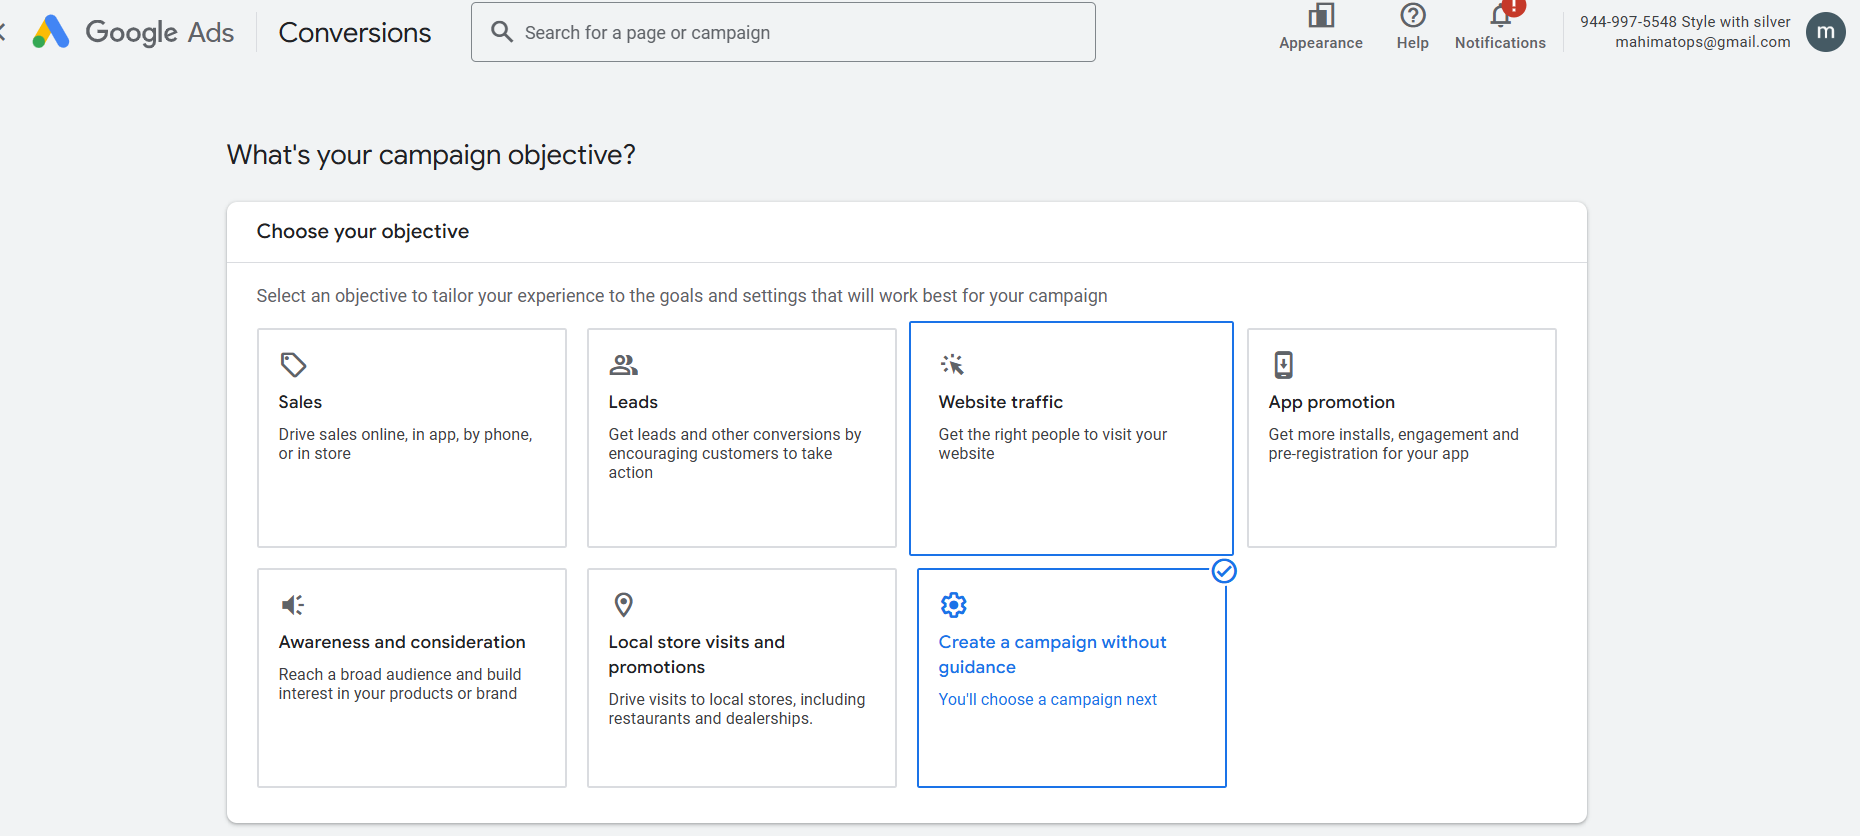 Google Ads
Conversions
Search for a page or campaign
Appearance
Help
!
Notifications
944-997-5548 Style with silver
mahimatops@gmail.com
m
What's your campaign objective?
Choose your objective
Select an objective to tailor your experience to the goals and settings that will work best for your campaign
Sales
Drive sales online, in app, by phone,
or in store
Leads
Get leads and other conversions by
encouraging customers to take
action
Website traffic
Get the right people to visit your
website
App promotion
Get more installs, engagement and
pre-registration for your app
Awareness and consideration
Reach a broad audience and build
interest in your products or brand
Local store visits and
promotions
Drive visits to local stores, including
restaurants and dealerships.
Create a campaign without
guidance
You'll choose a campaign next